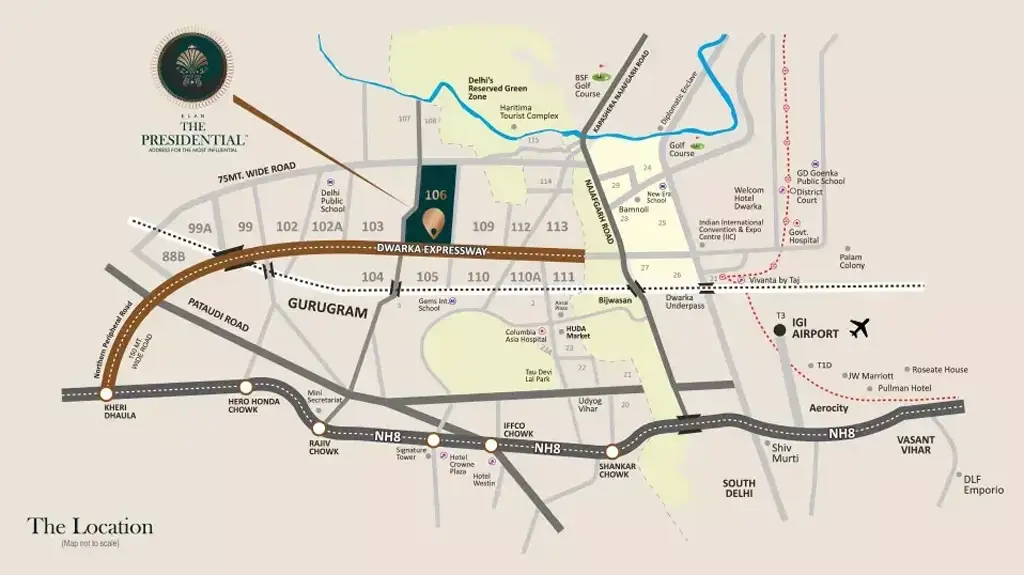 ELAN
THE
PRESIDENTIAL
ADDRESS FOR THE MOST INFLUENTIAL
Delhi's
Reserved Green
Zone
Haritima
Tourist Complex
BSF
Golf
Course
KAPASHERA NAJAFGARH ROAD
Diplomatic Enclave
107
108
115
Golf
Course
24
75MT. WIDE ROAD
Delhi
Public
School
106
114
29
New Era
School
Bamnoli
28
25
NAJAFGARH ROAD
Welcom
Hotel
Dwarka
GD Goenka
Public School
District
Court
Govt.
Hospital
Indian International
Convention & Expo
Centre (IIC)
Palam
Colony
99A
99
102
102A
103
109
112
113
88B
DWARKA EXPRESSWAY
104
105
110
110A
111
27
26
21
Vivanta by Taj
GURUGRAM
Gems Int.
School
3
2
Ansal
Plaza
Bijwasan
Dwarka
Underpass
Northern Peripheral Road
150 MT.
WIDE ROAD
PATAUDI ROAD
Columbia
Asia Hospital
HUDA
Market
23
23A
22
21
20
T3
IGI
AIRPORT
T1D
JW Marriott
Roseate House
Pullman Hotel
Aerocity
Tau Devi
Lal Park
Udyog
Vihar
KHERI
DHAULA
HERO HONDA
CHOWK
Mini
Secretariat
RAJIV
CHOWK
NH8
Signature
Tower
Hotel
Crowne
Plaza
IFFCO
CHOWK
Hotel
Westin
NH8
SHANKAR
CHOWK
Shiv
Murti
NH8
VASANT
VIHAR
SOUTH
DELHI
DLF
Emporio
The Location
(Map not to scale)